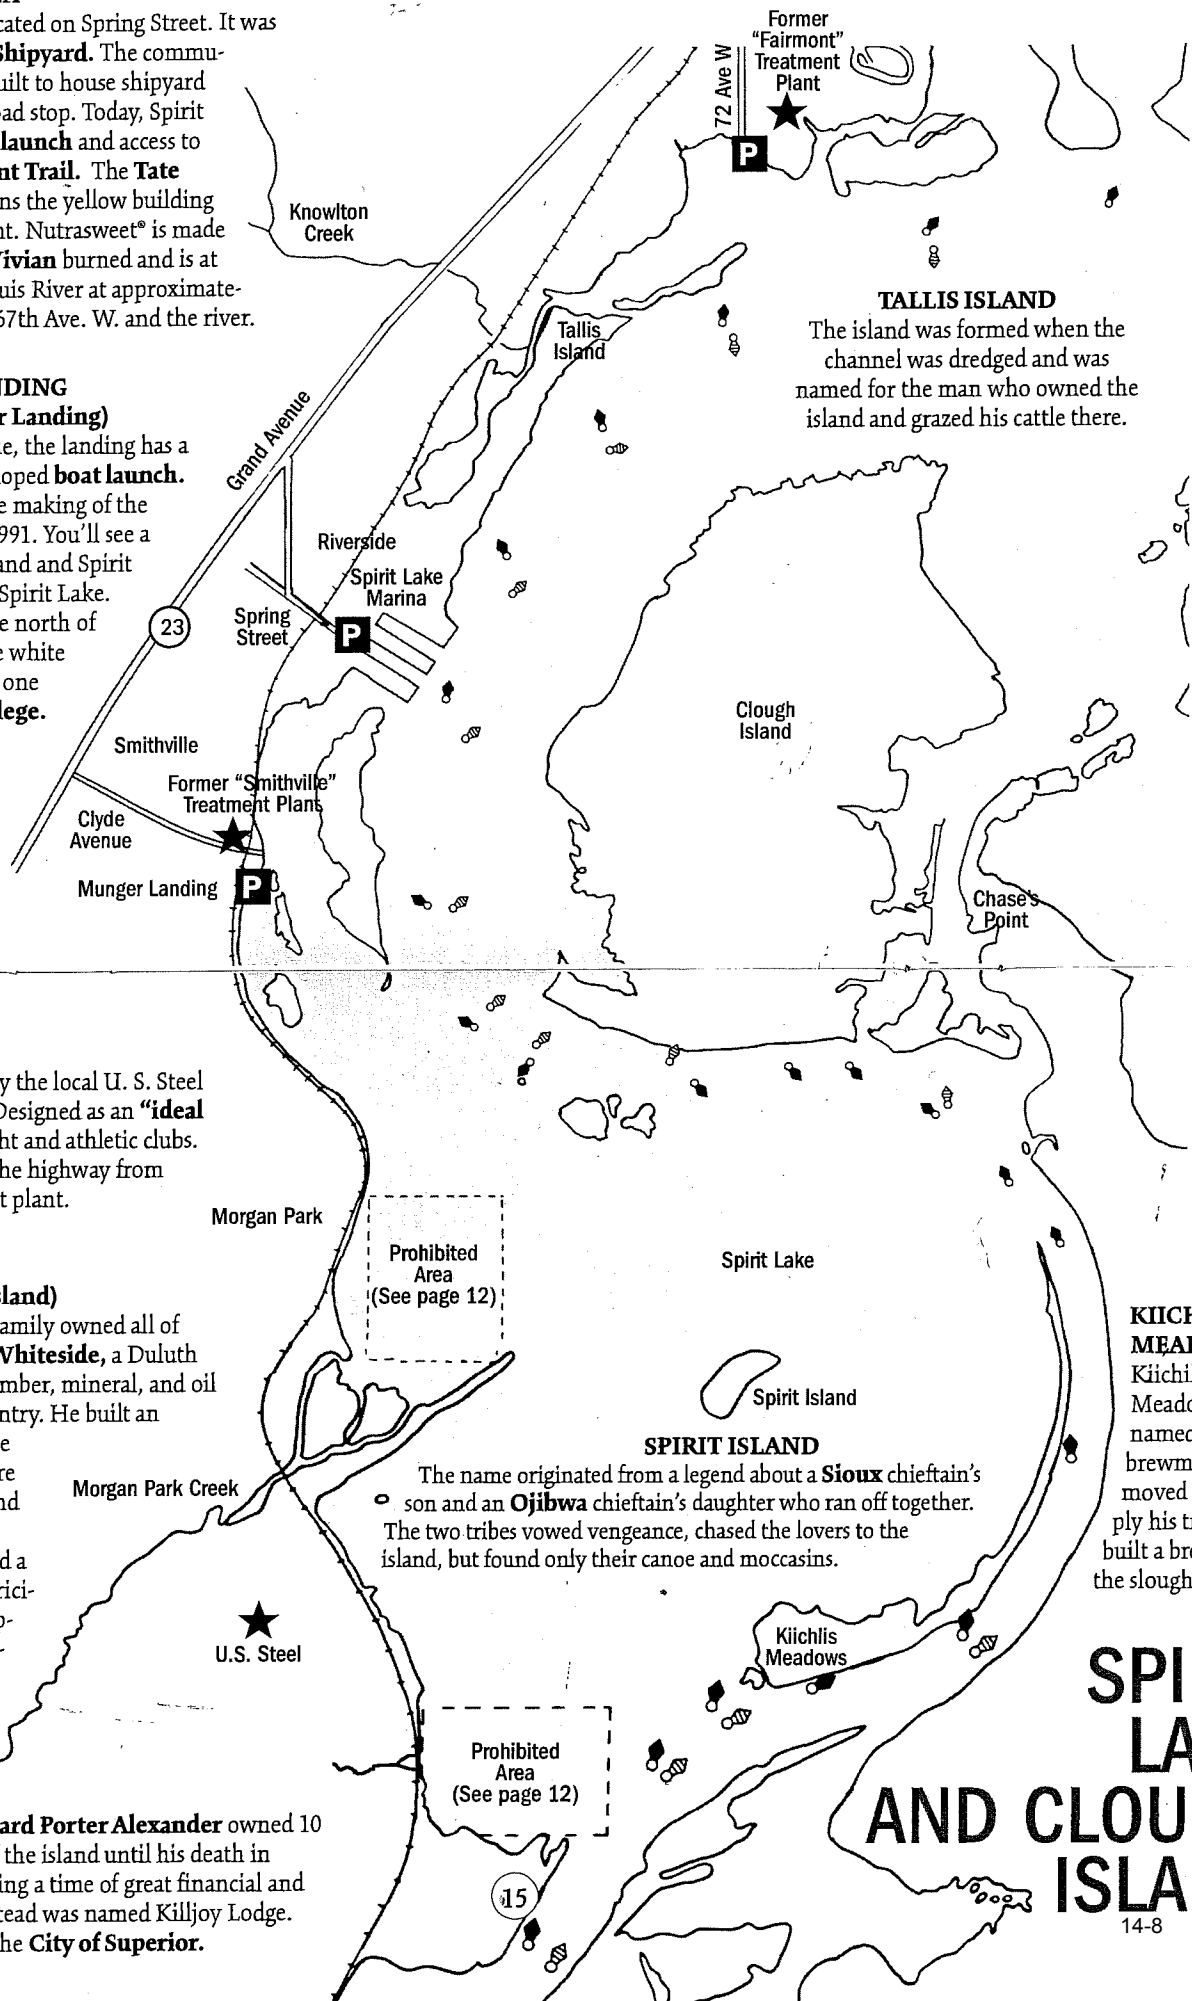 cated on Spring Street. It was
Shipyard. The commu-
uilt to house shipyard
ad stop. Today, Spirit
launch and access to
nt Trail. The Tate
ns the yellow building
nt. Nutrasweet® is made
Vivian burned and is at
uis River at approximate-
67th Ave. W. and the river.
NDING
r Landing)
e, the landing has a
oped boat launch.
e making of the
991. You'll see a
and and Spirit
Spirit Lake.
e north of
e white
one
lege.
y the local U. S. Steel
Designed as an "ideal
ht and athletic clubs.
he highway from
t plant.
sland)
amily owned all of
Whiteside, a Duluth
mber, mineral, and oil
ntry. He built an
e
re
nd
d a
rici-
o-
ard Porter Alexander owned 10
the island until his death in
ing a time of great financial and
tead was named Killjoy Lodge.
he City of Superior.
Former
"Fairmont"
Treatment
Plant
72 Ave W
P
Knowlton
Creek
TALLIS ISLAND
The island was formed when the
channel was dredged and was
named for the man who owned the
island and grazed his cattle there.
Tallis
Island
Grand Avenue
Riverside
Spirit Lake
Marina
Spring
Street
P
23
Clough
Island
Smithville
Former "Smithville"
Treatment Plant
Clyde
Avenue
Munger Landing
P
Chase's
Point
Morgan Park
Prohibited
Area
(See page 12)
Spirit Lake
Spirit Island
SPIRIT ISLAND
The name originated from a legend about a Sioux chieftain's
son and an Ojibwa chieftain's daughter who ran off together.
The two tribes vowed vengeance, chased the lovers to the
island, but found only their canoe and moccasins.
Morgan Park Creek
U.S. Steel
Kiichlis
Meadows
Prohibited
Area
(See page 12)
15
KIICH
MEAD
Kiichli
Meado
named
brewm
moved
ply his tr
built a bre
the slough
SPI
LA
AND CLOU
ISLA
14-8